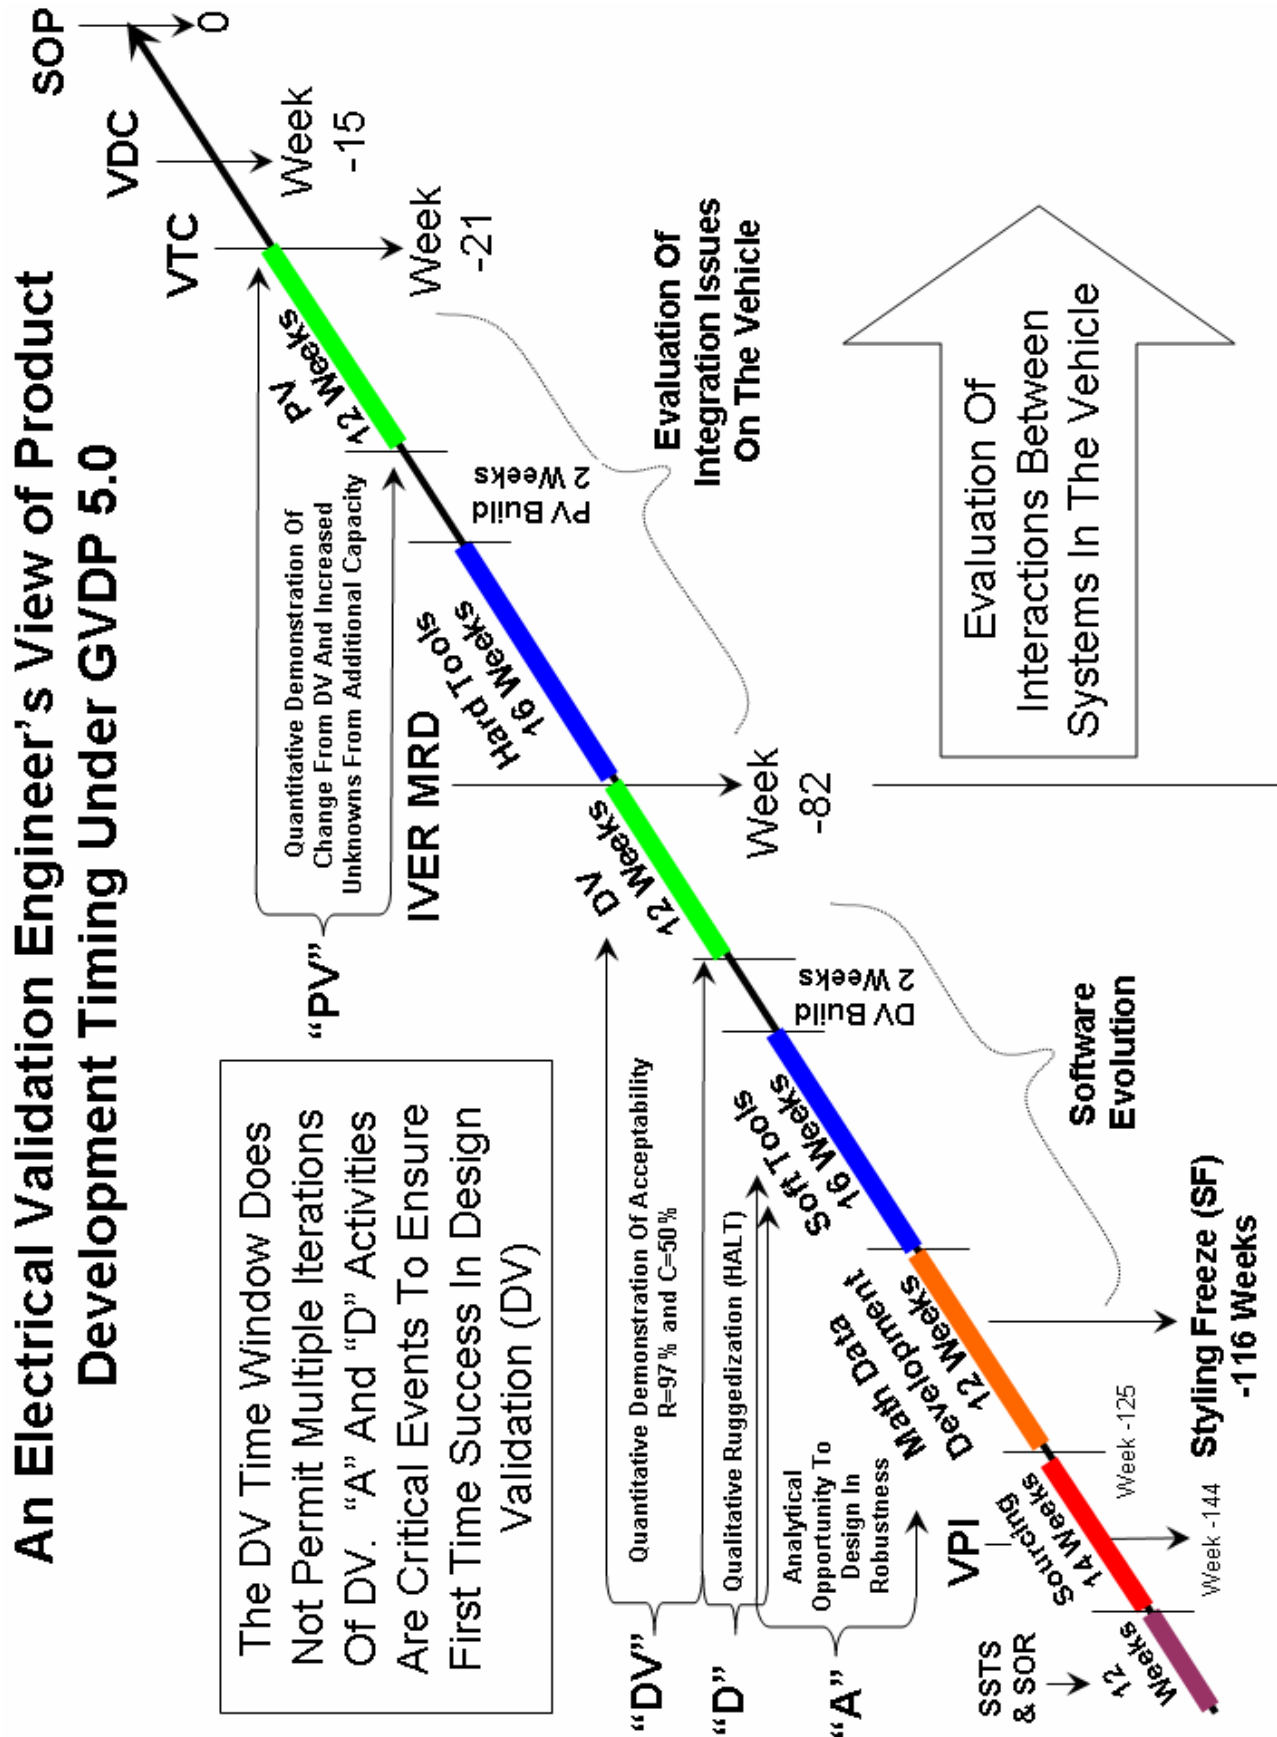 An Electrical Validation Engineer's View of Product
Development Timing Under GVDP 5.0
The DV Time Window Does
Not Permit Multiple Iterations
Of DV. “A” And “D” Activities
Are Critical Events To Ensure
First Time Success In Design
Validation (DV)
“PV”
Quantitative Demonstration Of
Change From DV And Increased
Unknowns From Additional Capacity
SOP
0
VDC
Week
-15
VTC
Week
-21
PV
12 Weeks
PV Build
2 Weeks
Hard Tools
16 Weeks
Evaluation Of
Integration Issues
On The Vehicle
IVER MRD
Week
-82
DV
12 Weeks
“DV”
Quantitative Demonstration Of Acceptability
R=97% and C=50%
“D”
Qualitative Ruggedization (HALT)
“A”
Analytical
Opportunity To
Design In
Robustness
DV Build
2 Weeks
Soft Tools
16 Weeks
Software
Evolution
Math Data
Development
12 Weeks
Styling Freeze (SF)
-116 Weeks
Week -125
VPI
Sourcing
14 Weeks
Week -144
SSTS
& SOR
12
Weeks
Evaluation Of
Interactions Between
Systems In The Vehicle